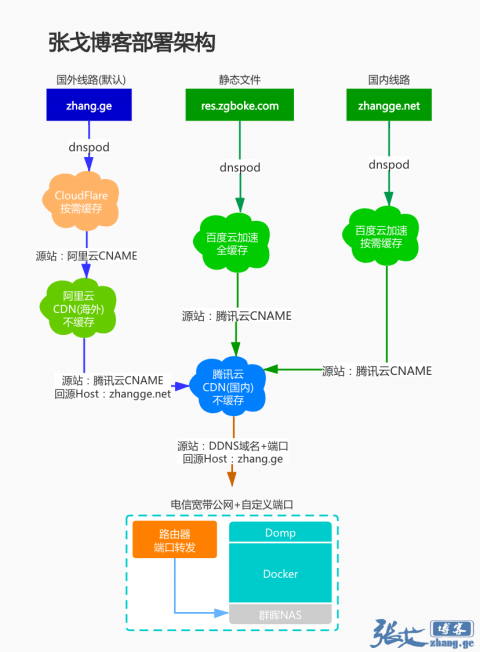 张戈博客部署架构
国外线路(默认)
静态文件
国内线路
zhang.ge
res.zgboke.com
zhangge.net
dnspod
dnspod
dnspod
CloudFlare
按需缓存
百度云加速
全缓存
百度云加速
按需缓存
源站：阿里云CNAME
阿里云
CDN(海外)
不缓存
源站：腾讯云CNAME
源站：腾讯云CNAME
源站：腾讯云CNAME
回源Host：zhangge.net
腾讯云
CDN(国内)
不缓存
源站：DDNS域名+端口
回源Host：zhang.ge
电信宽带公网+自定义端口
路由器
端口转发
Domp
Docker
群晖NAS
张戈博客
zhang.ge